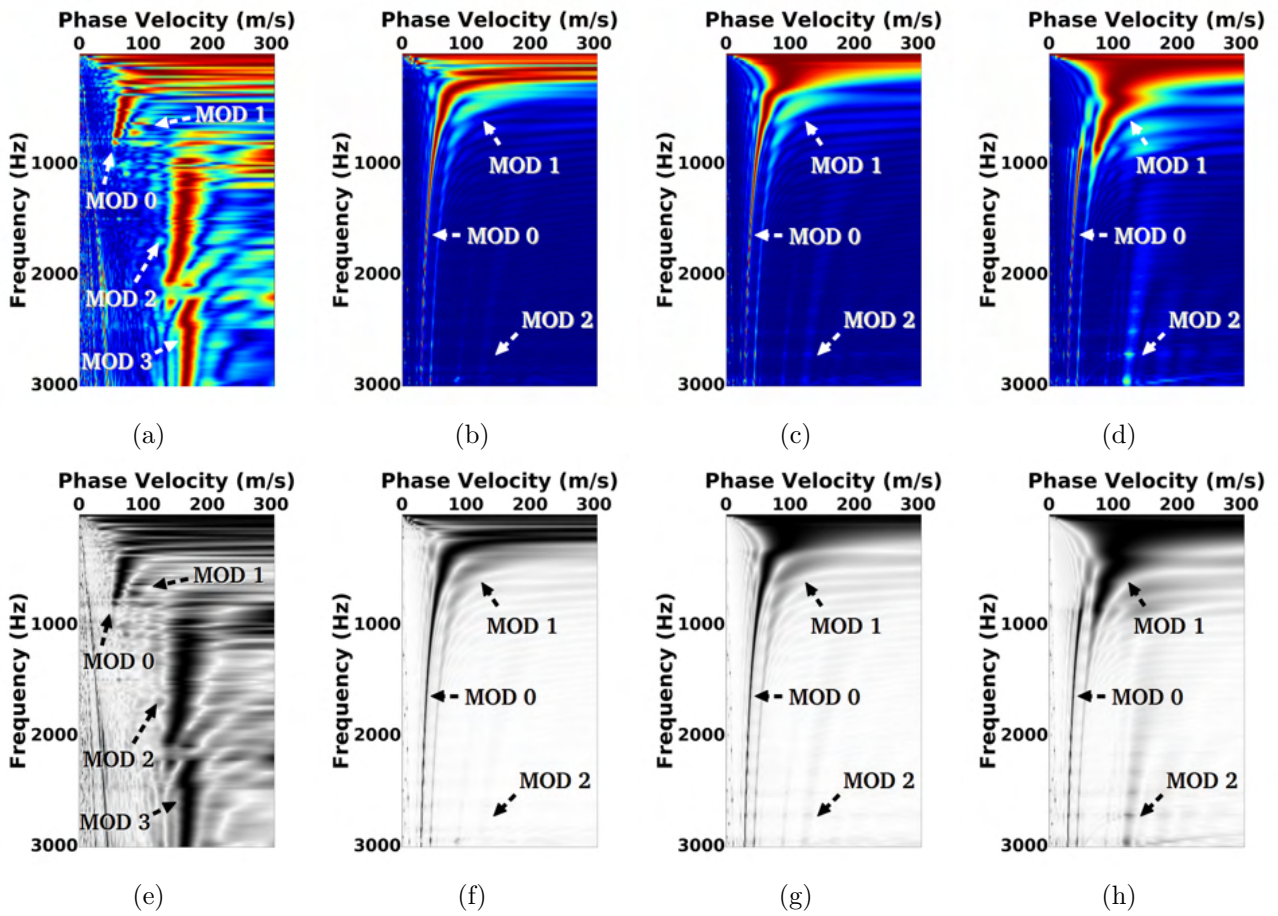 Phase Velocity (m/s) Phase Velocity (m/s) Phase Velocity (m/s) Phase Velocity (m/s)
0 100 200 300 0 100 200 300 0 100 200 300 0 100 200 300
Frequency (Hz) Frequency (Hz) Frequency (Hz) Frequency (Hz)
MOD 1
MOD 1 MOD 1 MOD 1
1000 1000 1000 1000
MOD 0
MOD 0 MOD 0 MOD 0
2000 2000 2000 2000
MOD 2
MOD 2 MOD 2 MOD 2
MOD 3
3000 3000 3000 3000
(a) (b) (c) (d)
Phase Velocity (m/s) Phase Velocity (m/s) Phase Velocity (m/s) Phase Velocity (m/s)
0 100 200 300 0 100 200 300 0 100 200 300 0 100 200 300
Frequency (Hz) Frequency (Hz) Frequency (Hz) Frequency (Hz)
MOD 1
1000 1000 1000 1000
MOD 1 MOD 1 MOD 1
MOD 0
MOD 0 MOD 0 MOD 0
2000 2000 2000 2000
MOD 2
MOD 2 MOD 2 MOD 2
MOD 3
3000 3000 3000 3000
(e) (f) (g) (h)